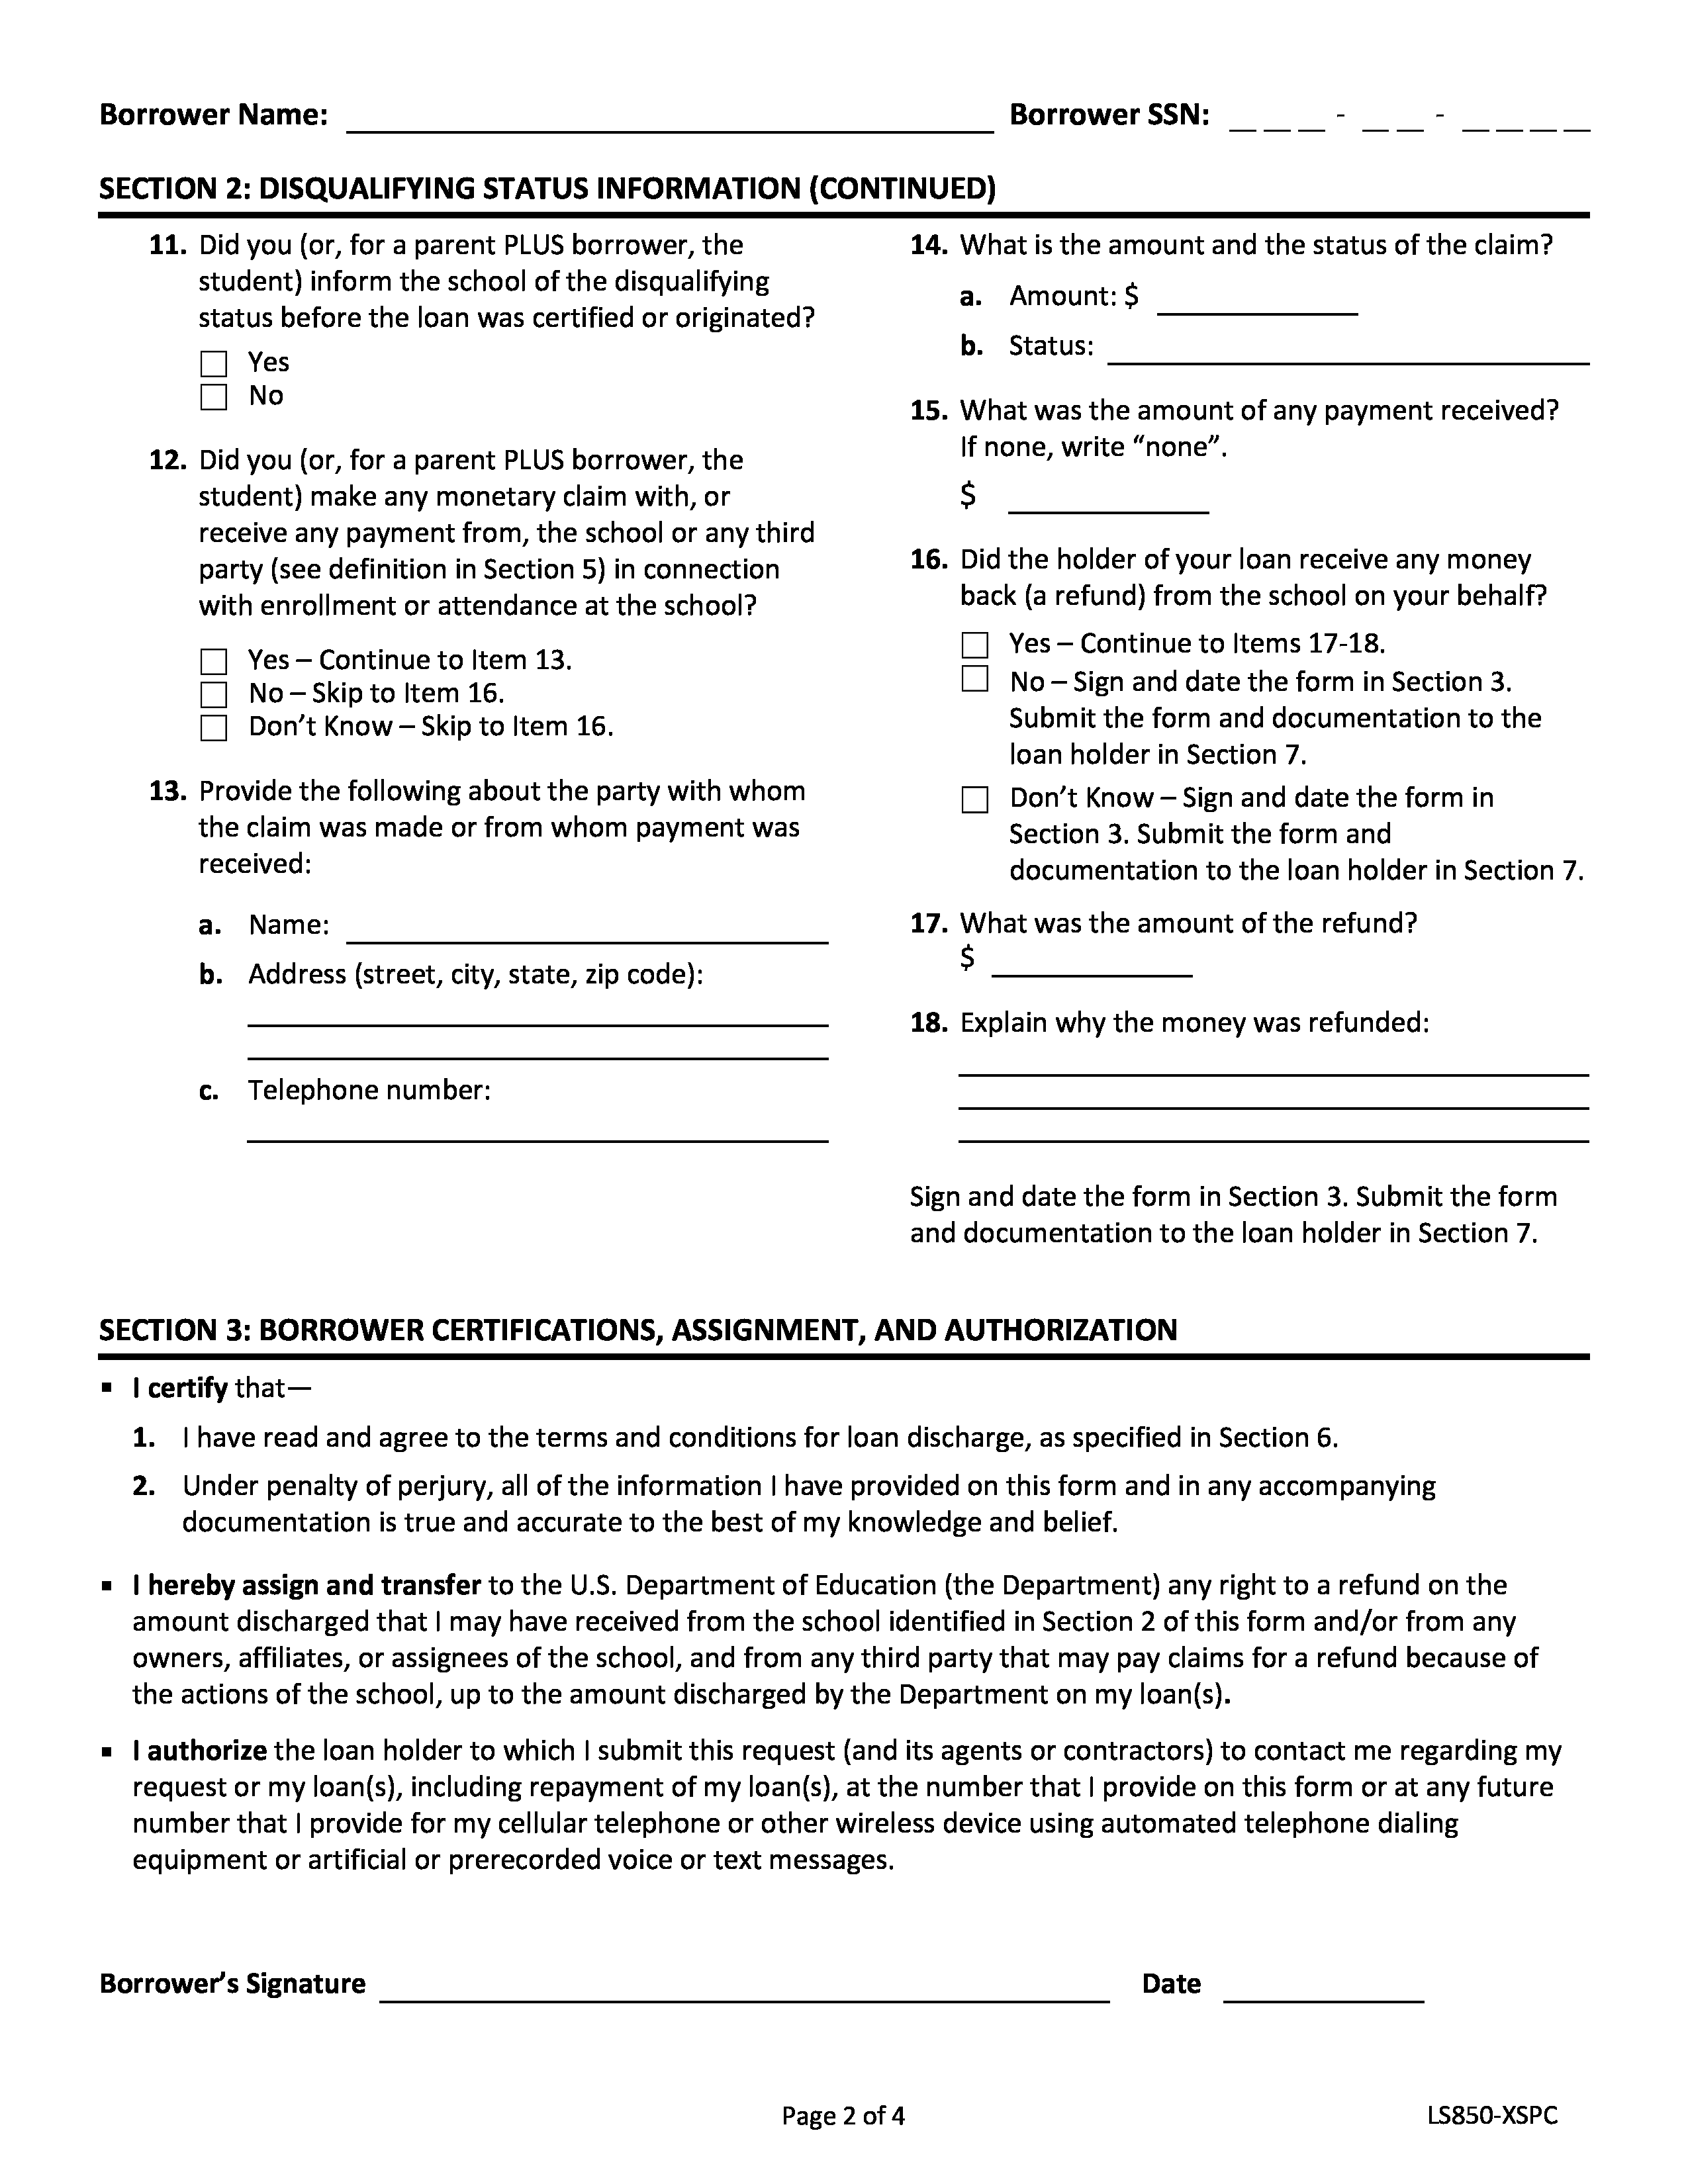 Borrower Name: Borrower SSN: - -
SECTION 2: DISQUALIFYING STATUS INFORMATION (CONTINUED)
11. Did you (or, for a parent PLUS borrower, the
student) inform the school of the disqualifying
status before the loan was certified or originated?
Yes
No
12. Did you (or, for a parent PLUS borrower, the
student) make any monetary claim with, or
receive any payment from, the school or any third
party (see definition in Section 5) in connection
with enrollment or attendance at the school?
Yes – Continue to Item 13.
No – Skip to Item 16.
Don’t Know – Skip to Item 16.
13. Provide the following about the party with whom
the claim was made or from whom payment was
received:
a. Name:
b. Address (street, city, state, zip code):
c. Telephone number:
14. What is the amount and the status of the claim?
a. Amount: $
b. Status:
15. What was the amount of any payment received?
If none, write “none”.
$
16. Did the holder of your loan receive any money
back (a refund) from the school on your behalf?
Yes – Continue to Items 17-18.
No – Sign and date the form in Section 3.
Submit the form and documentation to the
loan holder in Section 7.
Don’t Know – Sign and date the form in
Section 3. Submit the form and
documentation to the loan holder in Section 7.
17. What was the amount of the refund?
$
18. Explain why the money was refunded:
Sign and date the form in Section 3. Submit the form
and documentation to the loan holder in Section 7.
SECTION 3: BORROWER CERTIFICATIONS, ASSIGNMENT, AND AUTHORIZATION
▪ I certify that—
1. I have read and agree to the terms and conditions for loan discharge, as specified in Section 6.
2. Under penalty of perjury, all of the information I have provided on this form and in any accompanying
documentation is true and accurate to the best of my knowledge and belief.
▪ I hereby assign and transfer to the U.S. Department of Education (the Department) any right to a refund on the
amount discharged that I may have received from the school identified in Section 2 of this form and/or from any
owners, affiliates, or assignees of the school, and from any third party that may pay claims for a refund because of
the actions of the school, up to the amount discharged by the Department on my loan(s).
▪ I authorize the loan holder to which I submit this request (and its agents or contractors) to contact me regarding my
request or my loan(s), including repayment of my loan(s), at the number that I provide on this form or at any future
number that I provide for my cellular telephone or other wireless device using automated telephone dialing
equipment or artificial or prerecorded voice or text messages.
Borrower’s Signature Date
Page 2 of 4 LS850-XSPC